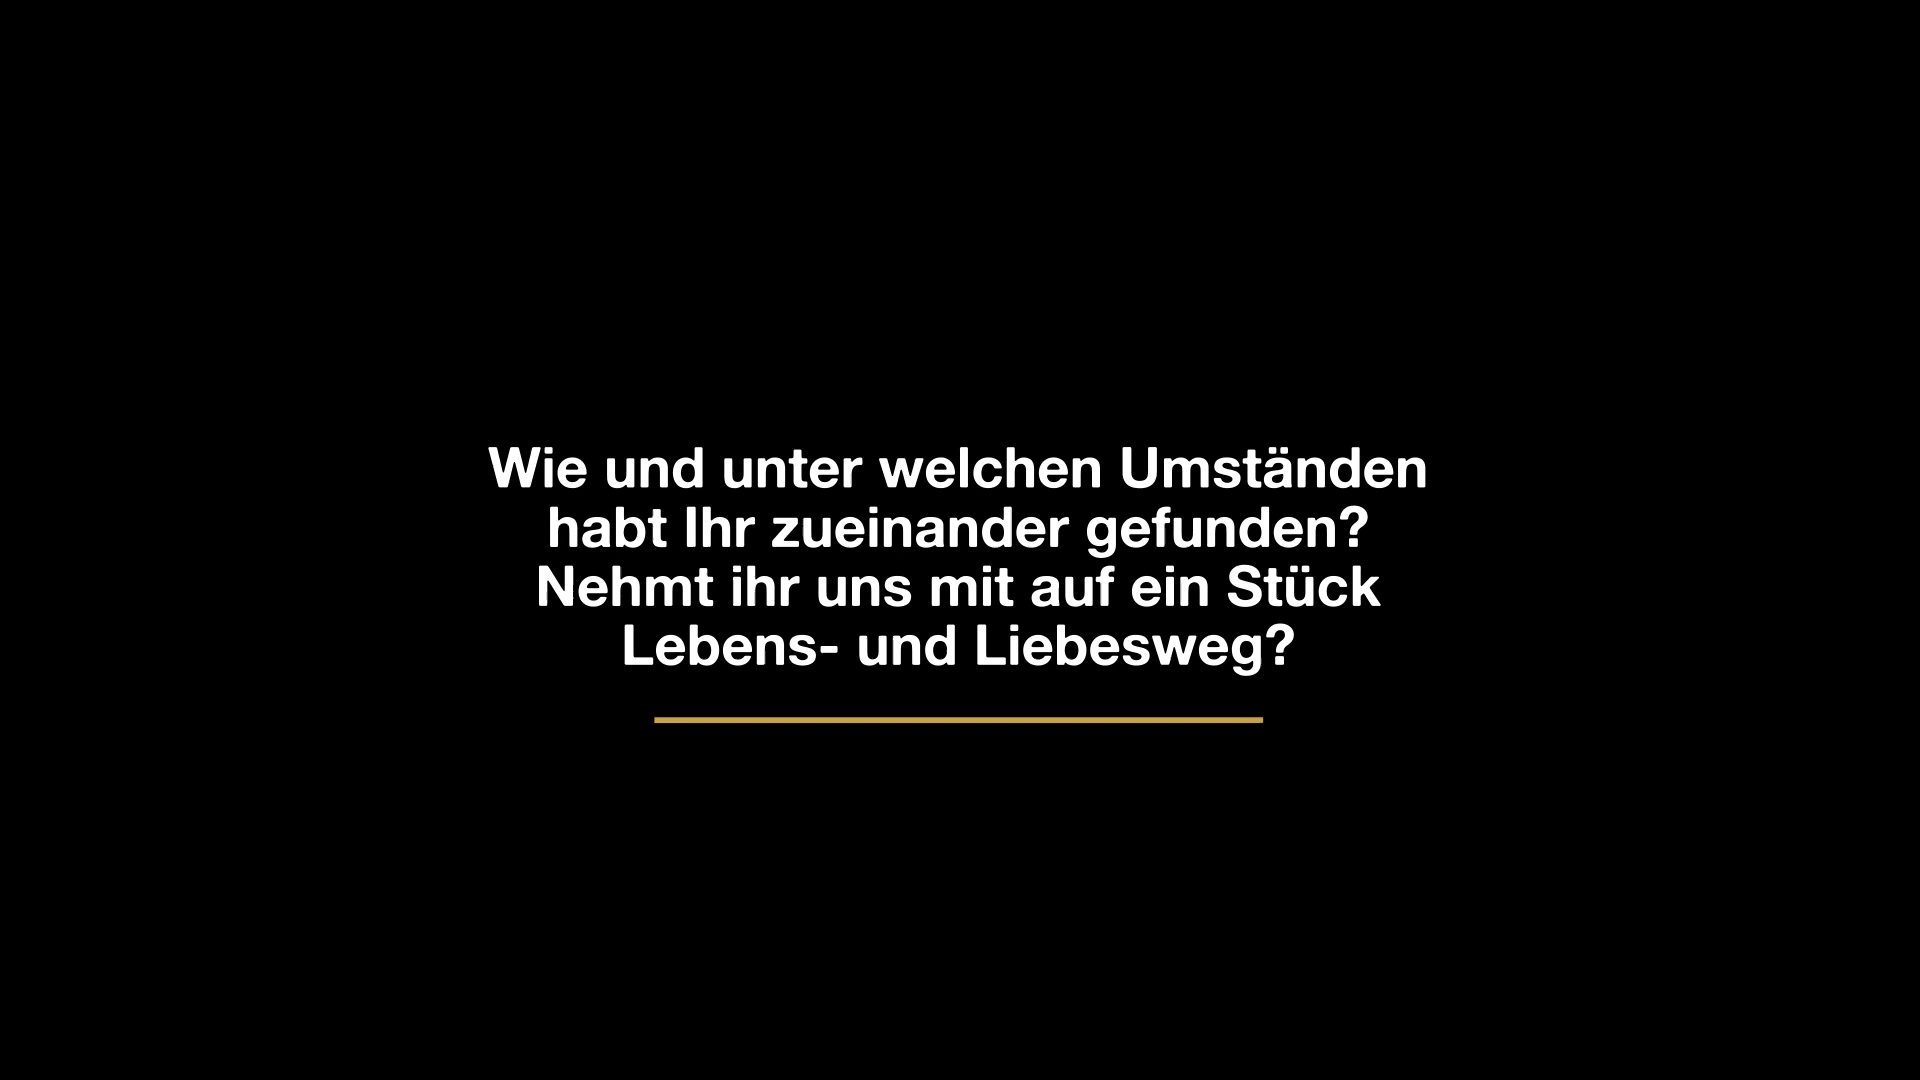 Wie und unter welchen Umständen
habt Ihr zueinander gefunden?
Nehmt ihr uns mit auf ein Stück
Lebens- und Liebesweg?